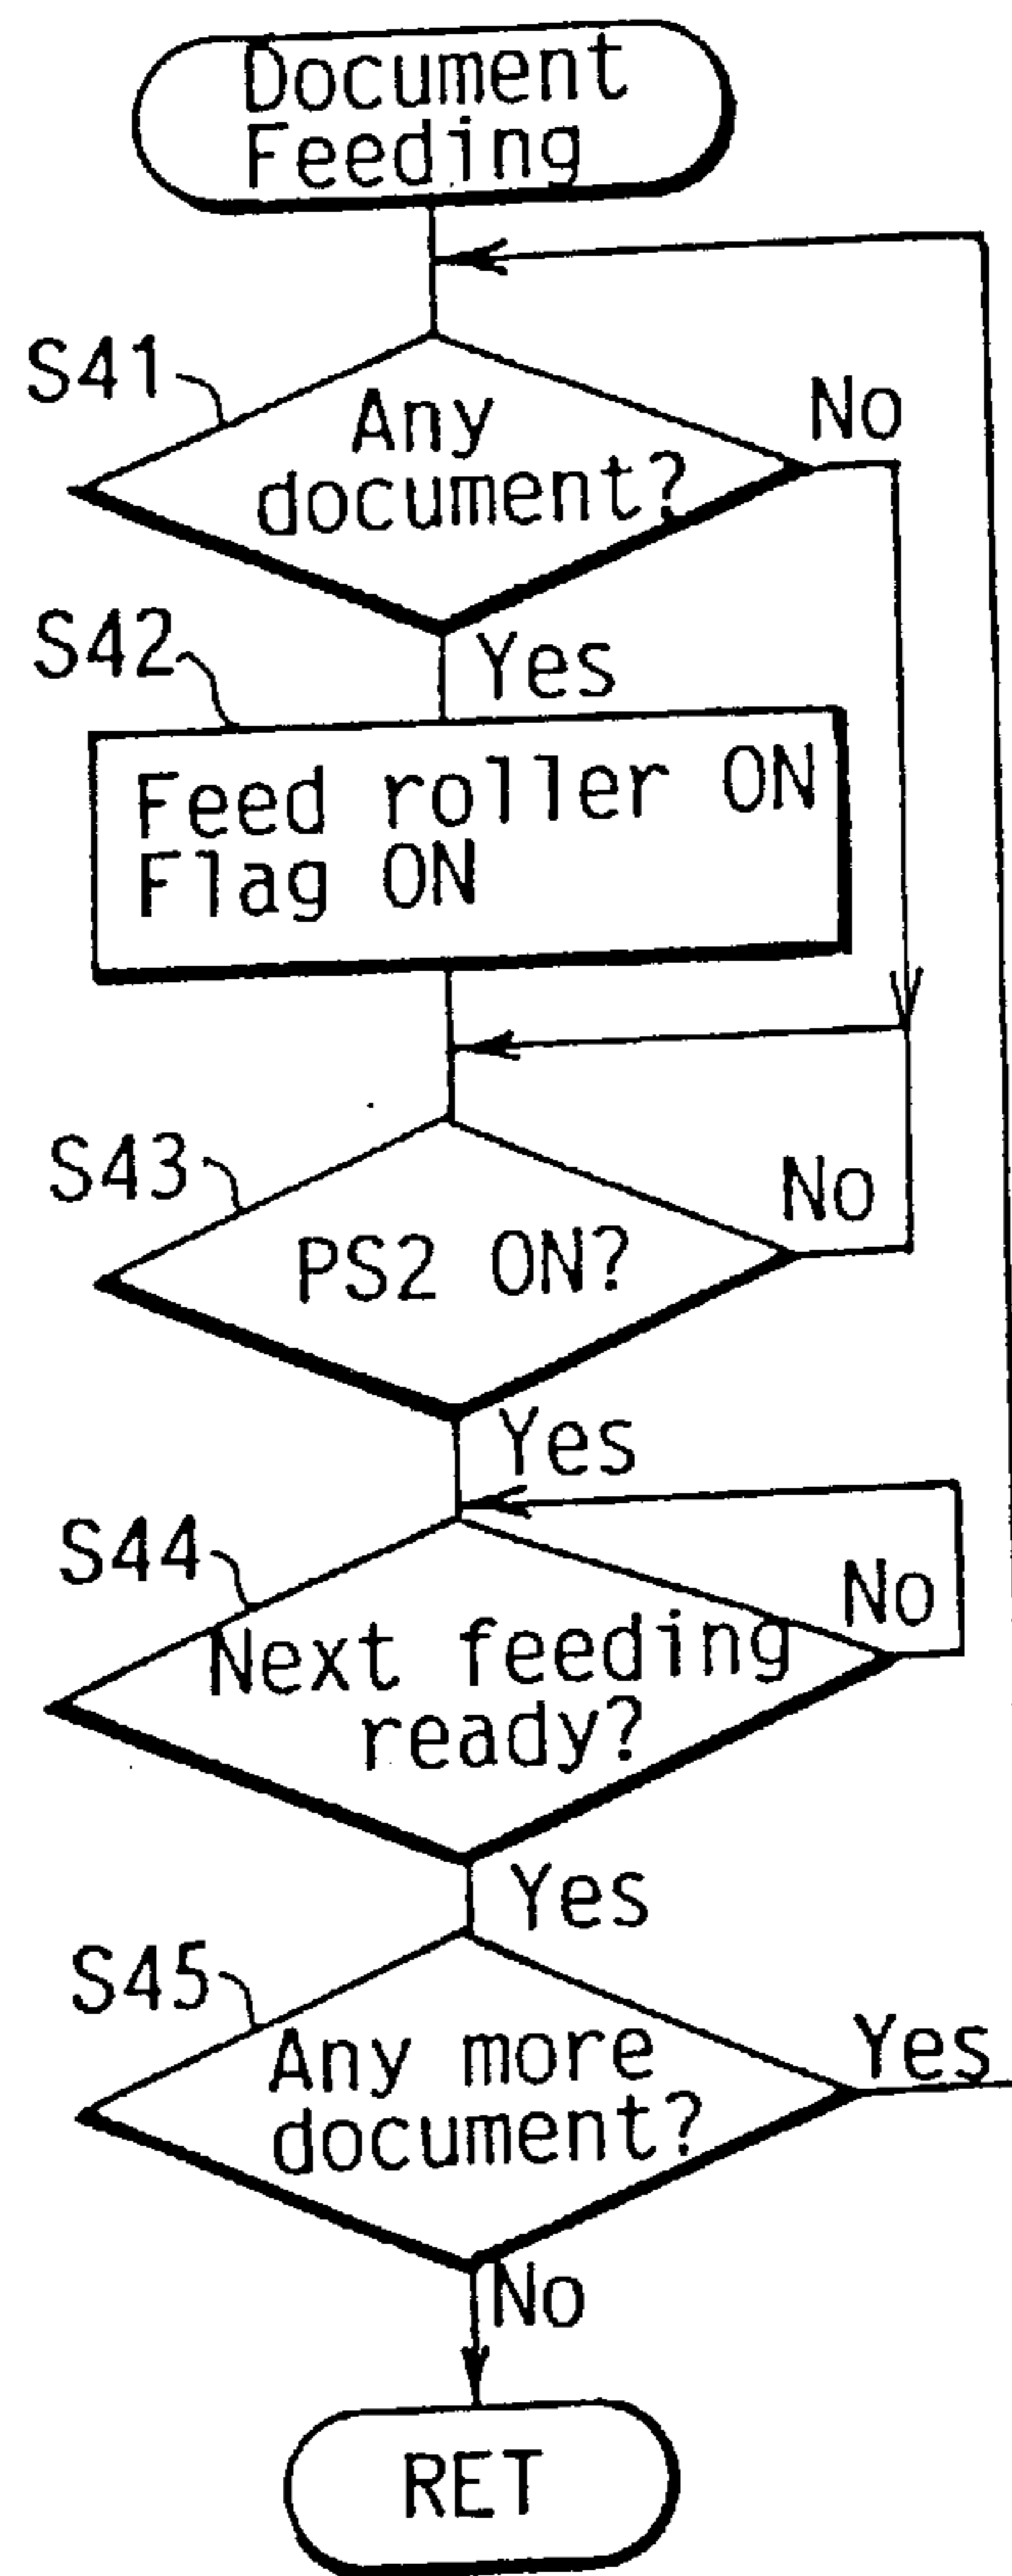 Document
Feeding
S41
Any
document?
No
Yes
S42
Feed roller ON
Flag ON
S43
PS2 ON?
No
Yes
S44
Next feeding
ready?
No
Yes
S45
Any more
document?
Yes
No
RET